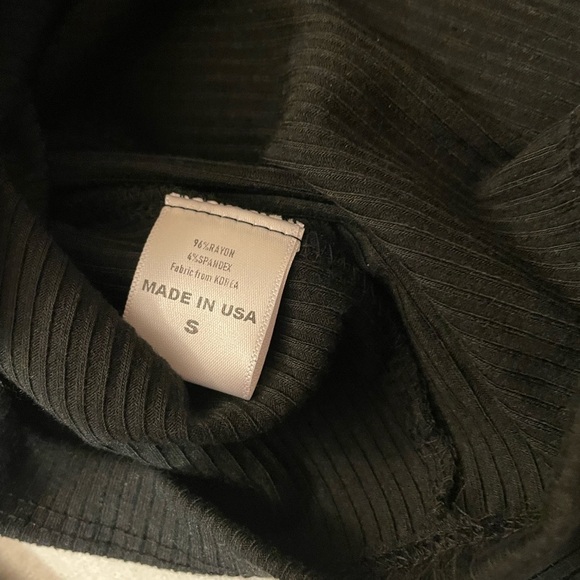 96%RAYON
4%SPANDEX
Fabric from KOREA
MADE IN USA
S